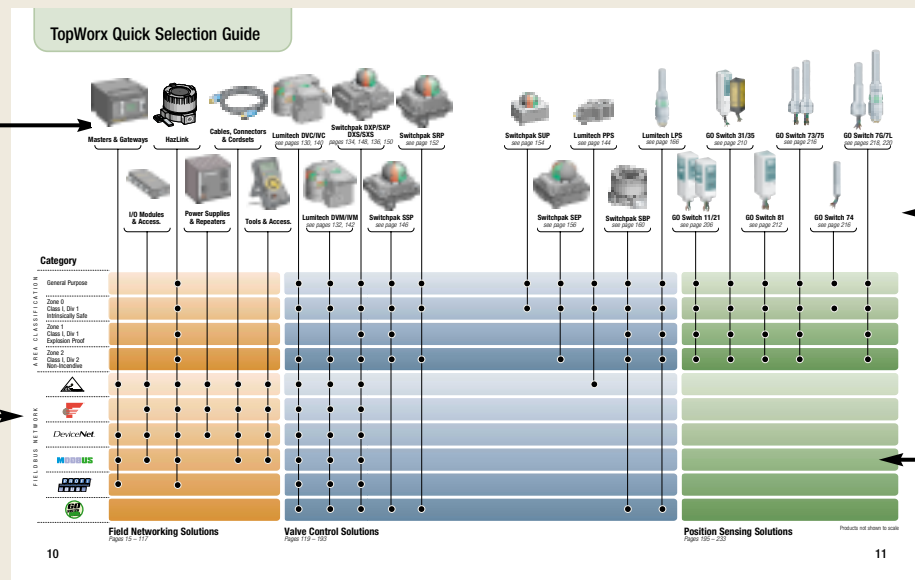 TopWorx Quick Selection Guide
Masters & Gateways
HazLink
Cables, Connectors
& Cordsets
Lumitech DVC/IVC
see pages 130, 140
Switchpak DXP/SXP
DXS/SXS
pages 134, 148, 136, 150
Switchpak SRP
see page 152
Switchpak SUP
see page 154
Lumitech PPS
see page 144
Lumitech LPS
see page 166
GO Switch 31/35
see page 210
GO Switch 73/75
see page 216
GO Switch 7G/7L
see pages 218, 220
I/O Modules
& Access.
Power Supplies
& Repeaters
Tools & Access.
Lumitech DVM/IVM
see pages 132, 142
Switchpak SSP
see page 146
Switchpak SEP
see page 156
Switchpak SBP
see page 160
GO Switch 11/21
see page 206
GO Switch 81
see page 212
GO Switch 74
see page 216
Category
AREA CLASSIFICATION
General Purpose
Zone 0
Class I, Div 1
Intrinsically Safe
Zone 1
Class I, Div 1
Explosion Proof
Zone 2
Class I, Div 2
Non-Incendive
FIELDBUS NETWORK
DeviceNet
MODBUS
GO
Field Networking Solutions
Pages 15 – 117
Valve Control Solutions
Pages 119 – 193
Position Sensing Solutions
Pages 195 – 233
Products not shown to scale
10
11